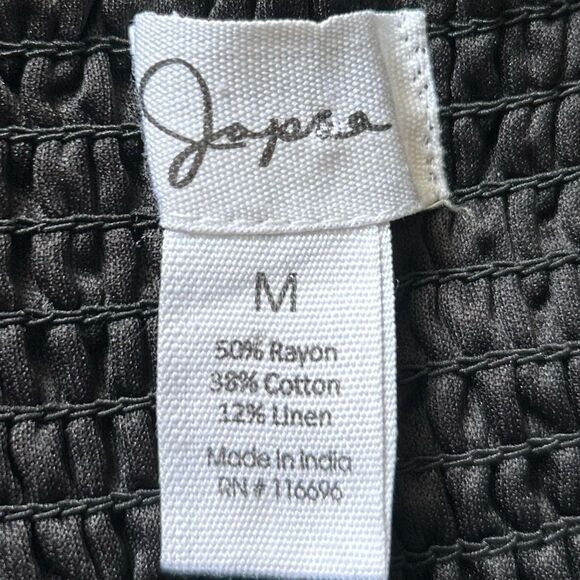 Japna
M
50% Rayon
38% Cotton
12% Linen
Made in India
RN # 116696